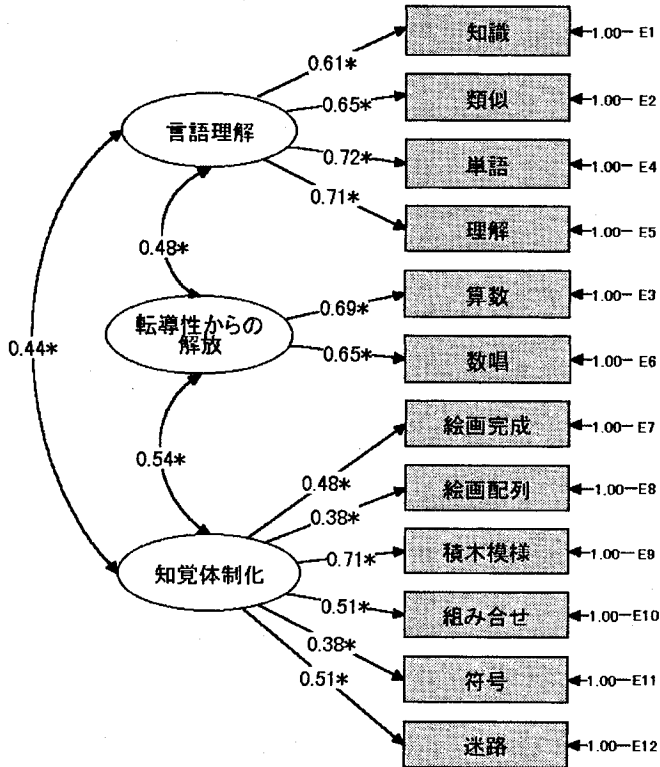 知識
1.00 E1
0.61*
類似
1.00 E2
0.65*
言語理解
単語
1.00 E4
0.72*
0.71*
理解
1.00 E5
0.48*
算数
1.00 E3
0.69*
転導性からの
解放
0.44*
0.65*
数唱
1.00 E6
絵画完成
1.00 E7
0.54*
0.48*
絵画配列
1.00 E8
0.38*
積木模様
1.00 E9
0.71*
知覚体制化
0.51*
組み合せ
1.00 E10
0.38*
符号
1.00 E11
0.51*
迷路
1.00 E12